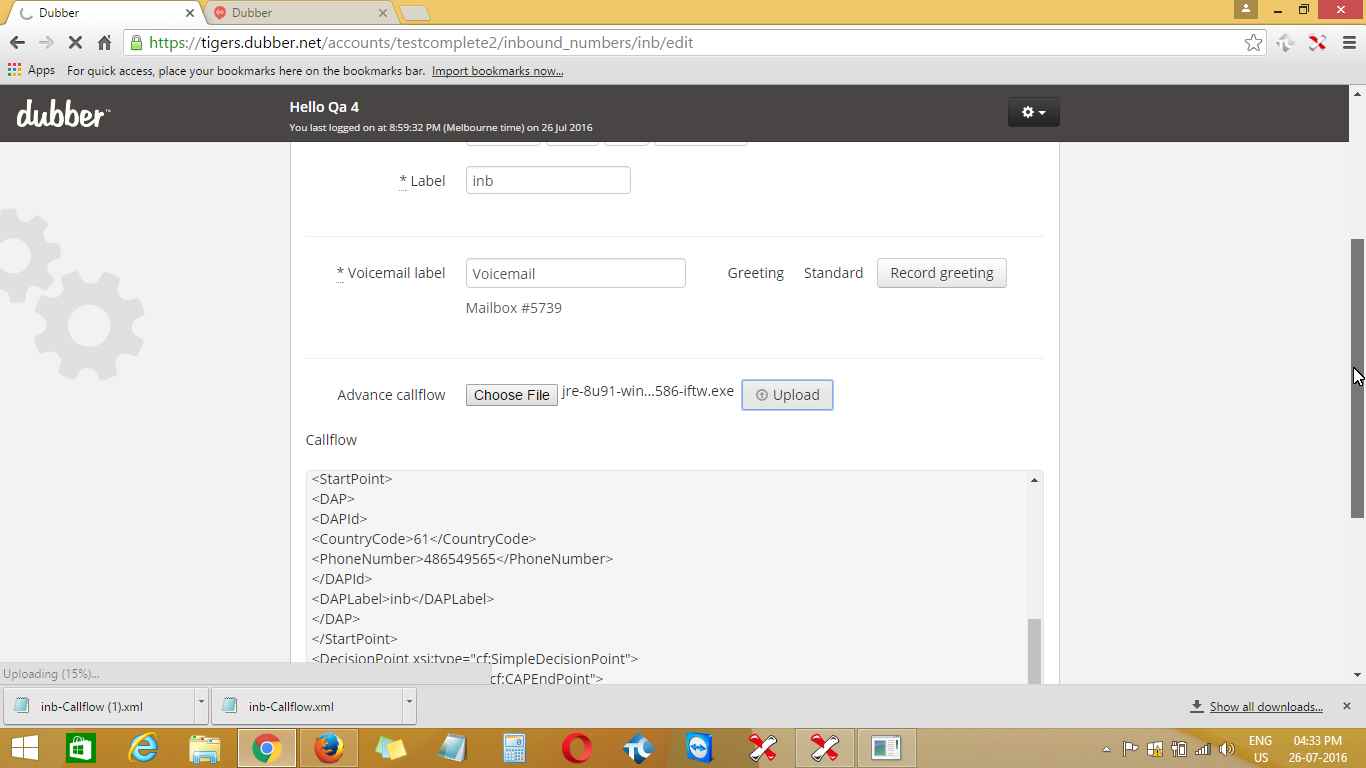 Dubber
Dubber
https://tigers.dubber.net/accounts/testcomplete2/inbound_numbers/inb/edit
Apps For quick access, place your bookmarks here on the bookmarks bar. Import bookmarks now...
dubber™
Hello Qa 4
You last logged on at 8:59:32 PM (Melbourne time) on 26 Jul 2016
* Label inb
* Voicemail label Voicemail Greeting Standard Record greeting
Mailbox #5739
Advance callflow Choose File jre-8u91-win...586-iftw.exe Upload
Callflow
<StartPoint>
<DAP>
<DAPId>
<CountryCode>61</CountryCode>
<PhoneNumber>486549565</PhoneNumber>
</DAPId>
<DAPLabel>inb</DAPLabel>
</DAP>
</StartPoint>
<DecisionPoint xsi:type="cf:SimpleDecisionPoint">
cf:CAPEndPoint">
Uploading (15%)...
inb-Callflow (1).xml inb-Callflow.xml Show all downloads...
ENG 04:33 PM
US 26-07-2016